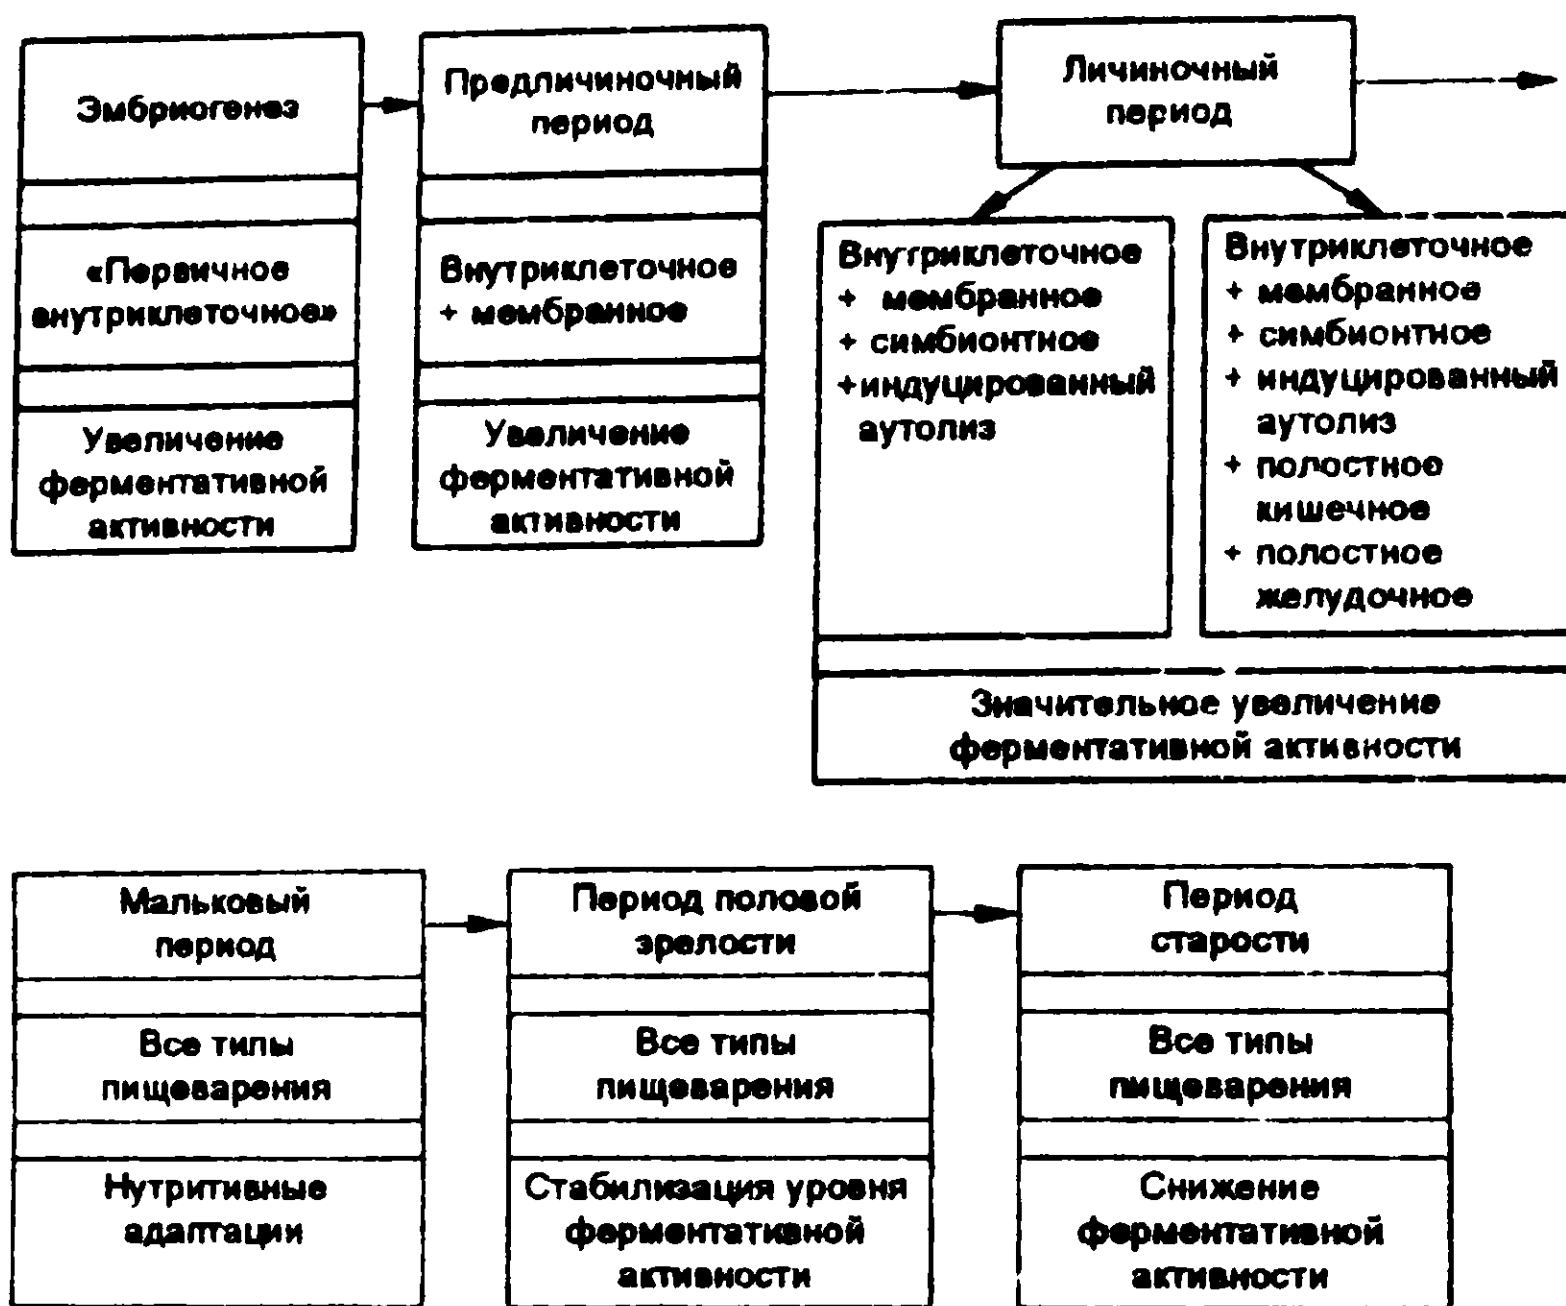 Эмбриогенез
«Первичное
внутриклеточное»
Увеличение
ферментативной
активности
Предличиночный
период
Внутриклеточное
+ мембранное
Увеличение
ферментативной
активности
Личиночный
период
Внутриклеточное
+ мембранное
+ симбионтное
+ индуцированный
аутолиз
Внутриклеточное
+ мембранное
+ симбионтное
+ индуцированный
аутолиз
+ полостное
кишечное
+ полостное
желудочное
Значительное увеличение
ферментативной активности
Мальковый
период
Все типы
пищеварения
Нутритивные
адаптации
Период половой
зрелости
Все типы
пищеварения
Стабилизация уровня
ферментативной
активности
Период
старости
Все типы
пищеварения
Снижение
ферментативной
активности